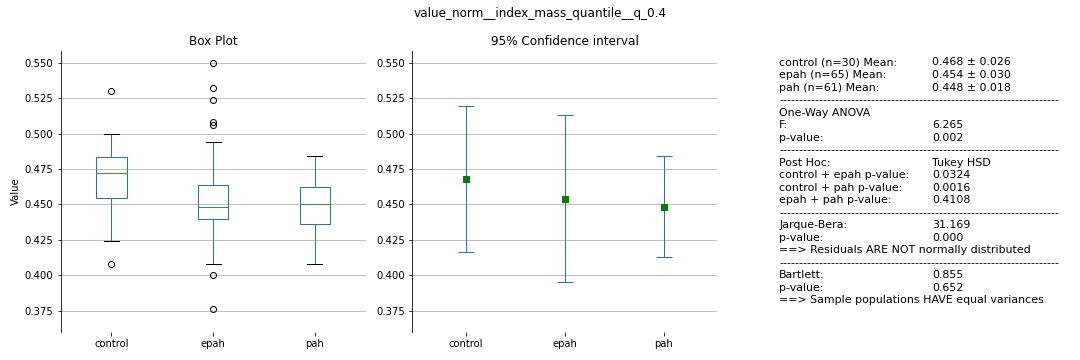 value_norm__index_mass_quantile__q_0.4
Box Plot
Value
0.550
0.525
0.500
0.475
0.450
0.425
0.400
0.375
control
epah
pah
95% Confidence interval
0.550
0.525
0.500
0.475
0.450
0.425
0.400
0.375
control
epah
pah
control (n=30) Mean: 0.468 ± 0.026
epah (n=65) Mean: 0.454 ± 0.030
pah (n=61) Mean: 0.448 ± 0.018
One-Way ANOVA
F: 6.265
p-value: 0.002
Post Hoc: Tukey HSD
control + epah p-value: 0.0324
control + pah p-value: 0.0016
epah + pah p-value: 0.4108
Jarque-Bera: 31.169
p-value: 0.000
==> Residuals ARE NOT normally distributed
Bartlett: 0.855
p-value: 0.652
==> Sample populations HAVE equal variances